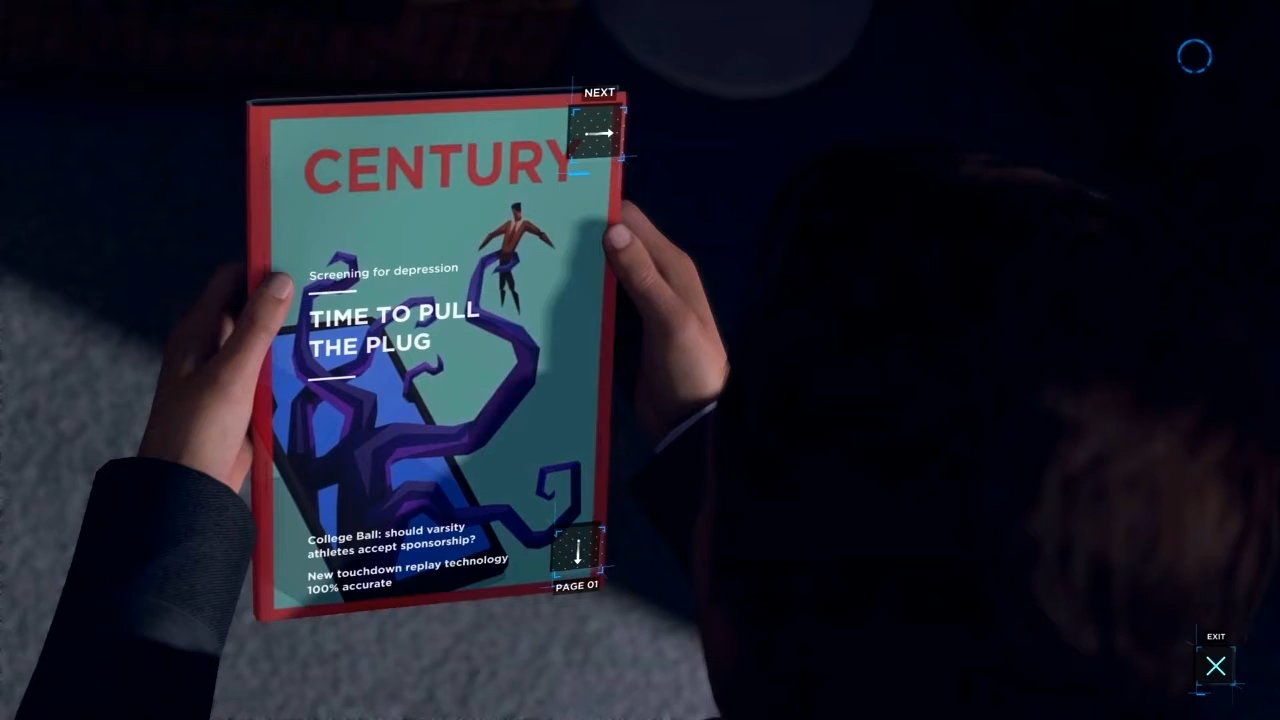 NEXT
CENTURY
Screening for depression
TIME TO PULL
THE PLUG
College Ball: should varsity
athletes accept sponsorship?
New touchdown replay technology
100% accurate
PAGE 01
EXIT